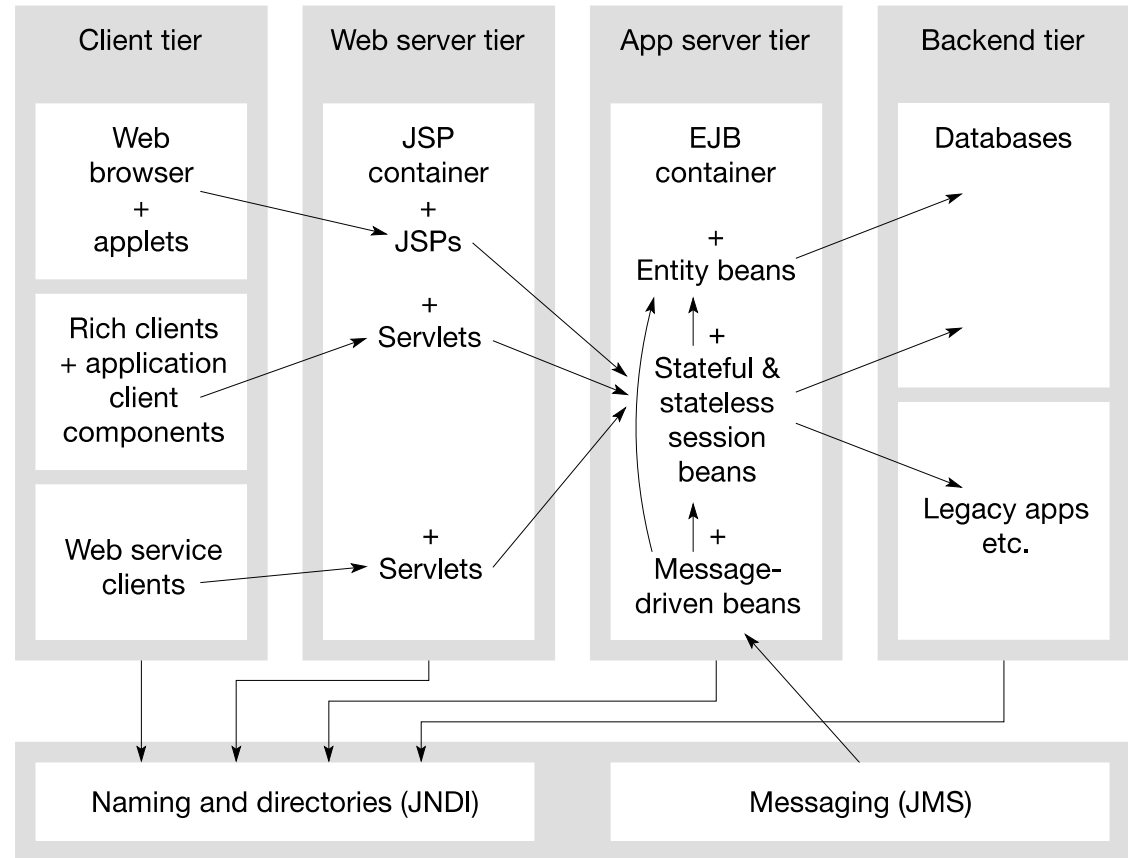 Client tier
Web
browser
+
applets
Rich clients
+ application
client
components
Web service
clients
Web server tier
JSP
container
+
JSPs
+
Servlets
+
Servlets
App server tier
EJB
container
+
Entity beans
+
Stateful &
stateless
session
beans
+
Message-
driven beans
Backend tier
Databases
Legacy apps
etc.
Naming and directories (JNDI)
Messaging (JMS)